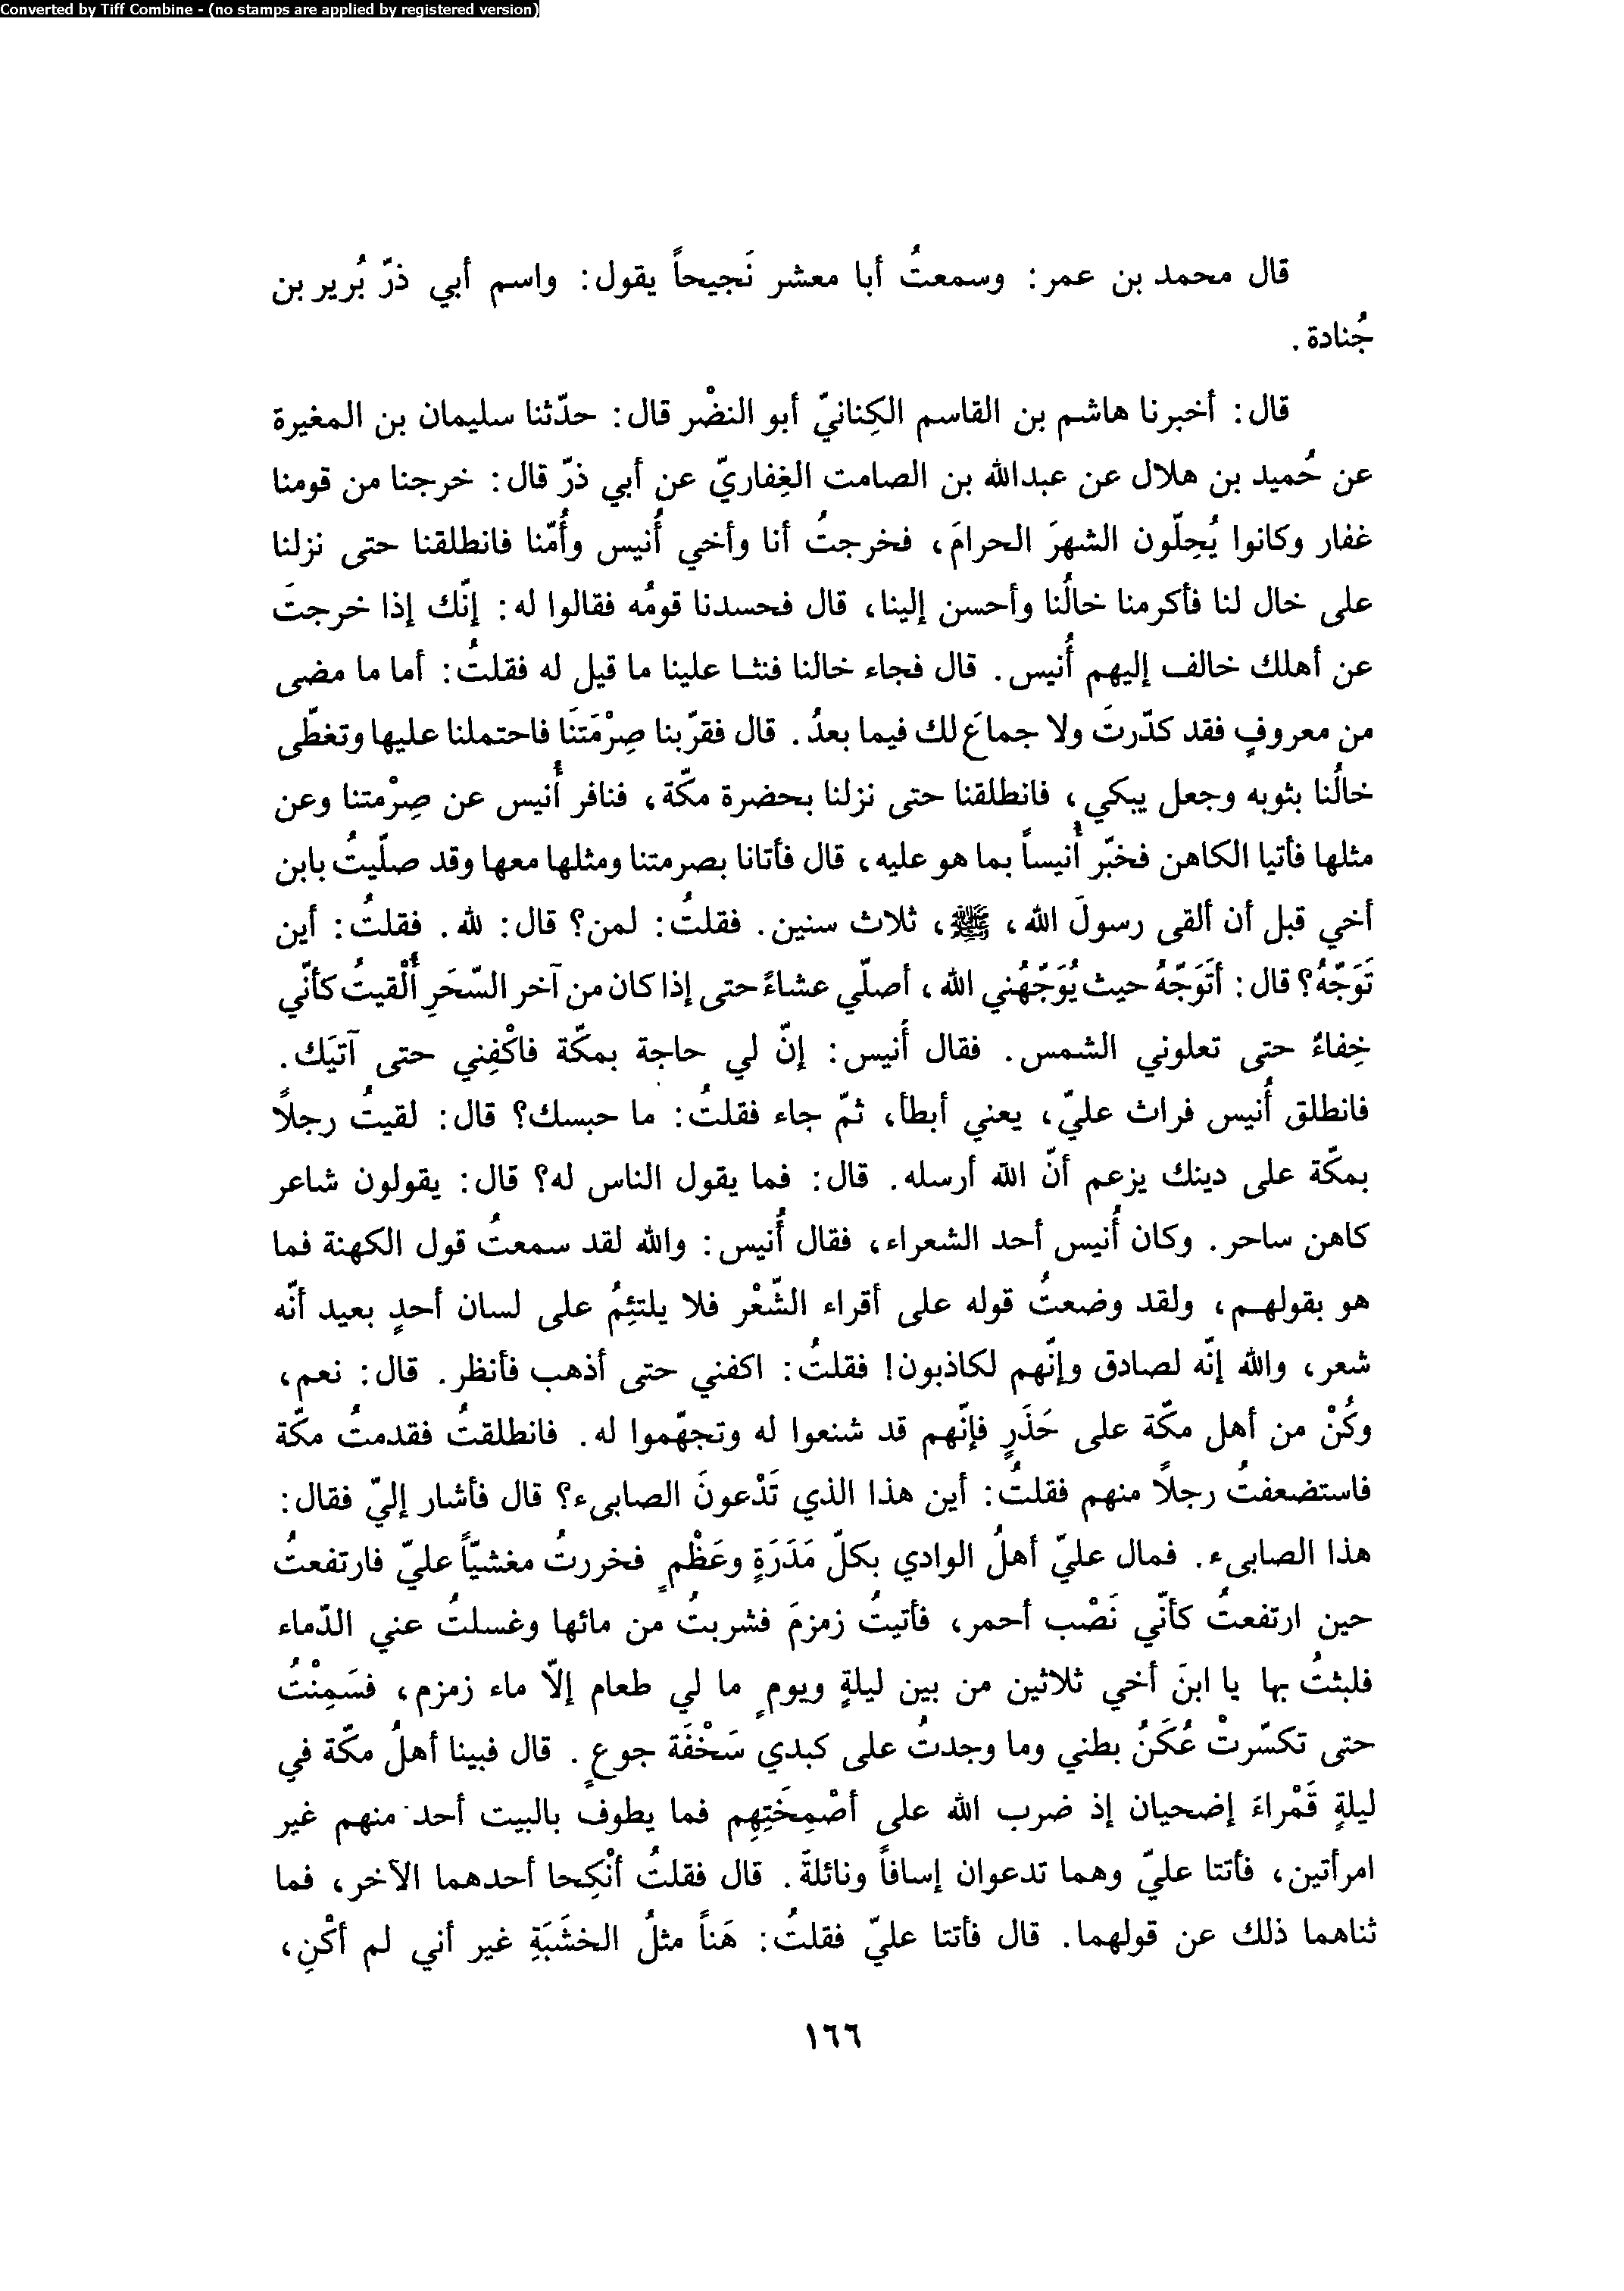 Converted by Tiff Combine - (no stamps are applied by registered version)
قال محمد بن عمر: وسمعتُ أبا معشر نَجيحاً يقول: واسم أبي ذرّ بُرير بن
جُنادة.
قال: أخبرنا هاشم بن القاسم الكِنانيّ أبو النضْر قال: حدّثنا سليمان بن المغيرة
عن حُميد بن هلال عن عبدالله بن الصامت الغِفاريّ عن أبي ذرّ قال: خرجنا من قومنا
غفار وكانوا يُحِلّون الشهرَ الحرامَ، فخرجتُ أنا وأخي أُنيس وأُمّنا فانطلقنا حتى نزلنا
على خال لنا فأكرمنا خالُنا وأحسن إلينا، قال فحسدنا قومُه فقالوا له: إنّك إذا خرجتَ
عن أهلك خالف إليهم أُنيس. قال فجاء خالنا فنثا علينا ما قيل له فقلتُ: أما ما مضى
من معروفٍ فقد كدّرتَ ولا جماعَ لك فيما بعدُ. قال فقرّبنا صِرْمَتنَا فاحتملنا عليها وتغطّى
خالُنا بثوبه وجعل يبكي، فانطلقنا حتى نزلنا بحضرة مكّة، فنافر أُنيس عن صِرْمتنا وعن
مثلها فأتيا الكاهن فخبّر أُنيساً بما هو عليه، قال فأتانا بصرمتنا ومثلها معها وقد صلّيتُ يابن
أخي قبل أن ألقى رسولَ الله، ﷺ، ثلاث سنين. فقلتُ: لمن؟ قال: لله. فقلتُ: أين
تَوَجّهُ؟ قال: أتَوَجّهُ حيث يُوَجّهُني الله، أصلّي عشاءً حتى إذا كان من آخر السّحَرِ أُلْقيتُ كأنّي
خِفاءٌ حتى تعلوني الشمس. فقال أُنيس: إنّ لي حاجة بمكّة فاكْفِني حتى آتيَك.
فانطلق أُنيس فراث عليّ، يعني أبطأ، ثمّ جاء فقلتُ: ما حبسك؟ قال: لقيتُ رجلاً
بمكّة على دينك يزعم أنّ الله أرسله. قال: فما يقول الناس له؟ قال: يقولون شاعر
كاهن ساحر. وكان أُنيس أحد الشعراء، فقال أُنيس: والله لقد سمعتُ قول الكهنة فما
هو بقولهم، ولقد وضعتُ قوله على أقراء الشّعْر فلا يلتئِمُ على لسان أحدٍ بعيد أنّه
شعر، والله إنّه لصادق وإنّهم لكاذبون! فقلتُ: اكفني حتى أذهب فأنظر. قال: نعم،
وكُنْ من أهل مكّة على حَذَرٍ فإنّهم قد شنعوا له وتجهّموا له. فانطلقتُ فقدمتُ مكّة
فاستضعفتُ رجلاً منهم فقلتُ: أين هذا الذي تَدْعونَ الصابىء؟ قال فأشار إليّ فقال:
هذا الصابىء. فمال عليّ أهلُ الوادي بكلّ مَدَرَةٍ وعَظْمٍ فخررتُ مغشيّاً عليّ فارتفعتُ
حين ارتفعتُ كأنّي نَصْب أحمر، فأتيتُ زمزمَ فشربتُ من مائها وغسلتُ عني الدّماء
فلبثتُ بها يا ابنَ أخي ثلاثين من بين ليلةٍ ويومٍ ما لي طعام إلاّ ماء زمزم، فسَمِنْتُ
حتى تكسّرتْ عُكَنُ بطني وما وجدتُ على كبدي سَخْفَة جوعٍ. قال فبينا أهلُ مكّة في
ليلةٍ قَمْراءَ إضحيان إذ ضرب الله على أصْمِخَتِهِم فما يطوف بالبيت أحد منهم غير
امرأتين، فأتتا عليّ وهما تدعوان إسافاً ونائلةَ. قال فقلتُ أنْكِحا أحدهما الآخر، فما
ثناهما ذلك عن قولهما. قال فأتتا عليّ فقلتُ: هَناً مثلُ الخشَبَةِ غير أني لم أكْنِ،
١٦٦